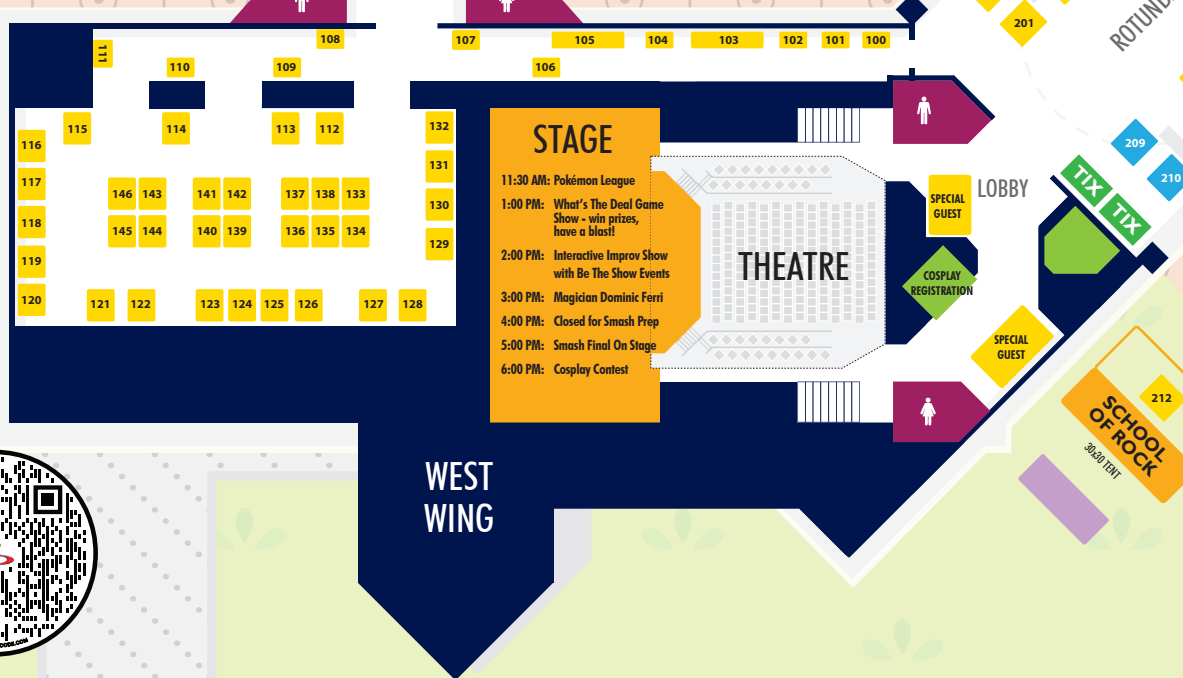 108
107
105
104
103
102
101
100
201
ROTUND
111
110
109
106
115
114
113
112
132
116
131
117
130
118
129
119
120
146
143
141
142
137
138
133
145
144
140
139
136
135
134
121
122
123
124
125
126
127
128
STAGE
11:30 AM: Pokémon League
1:00 PM: What's The Deal Game
Show - win prizes,
have a blast!
2:00 PM: Interactive Improv Show
with Be The Show Events
3:00 PM: Magician Dominic Ferri
4:00 PM: Closed for Smash Prep
5:00 PM: Smash Final On Stage
6:00 PM: Cosplay Contest
THEATRE
SPECIAL
GUEST
LOBBY
COSPLAY
REGISTRATION
SPECIAL
GUEST
TIX
TIX
209
210
212
SCHOOL
OF ROCK
30x30 TENT
WEST
WING